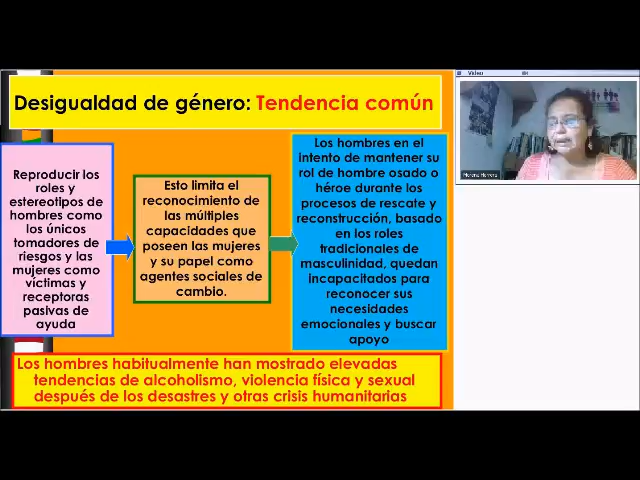 Desigualdad de género: Tendencia común
Reproducir los
roles y
estereotipos de
hombres como
los únicos
tomadores de
riesgos y las
mujeres como
víctimas y
receptoras
pasivas de
ayuda
Esto limita el
reconocimiento de
las múltiples
capacidades que
poseen las mujeres
y su papel como
agentes sociales de
cambio.
Los hombres en el
intento de mantener su
rol de hombre osado o
héroe durante los
procesos de rescate y
reconstrucción, basado
en los roles
tradicionales de
masculinidad, quedan
incapacitados para
reconocer sus
necesidades
emocionales y buscar
apoyo
Los hombres habitualmente han mostrado elevadas
tendencias de alcoholismo, violencia física y sexual
después de los desastres y otras crisis humanitarias
Video
Morena Herrera